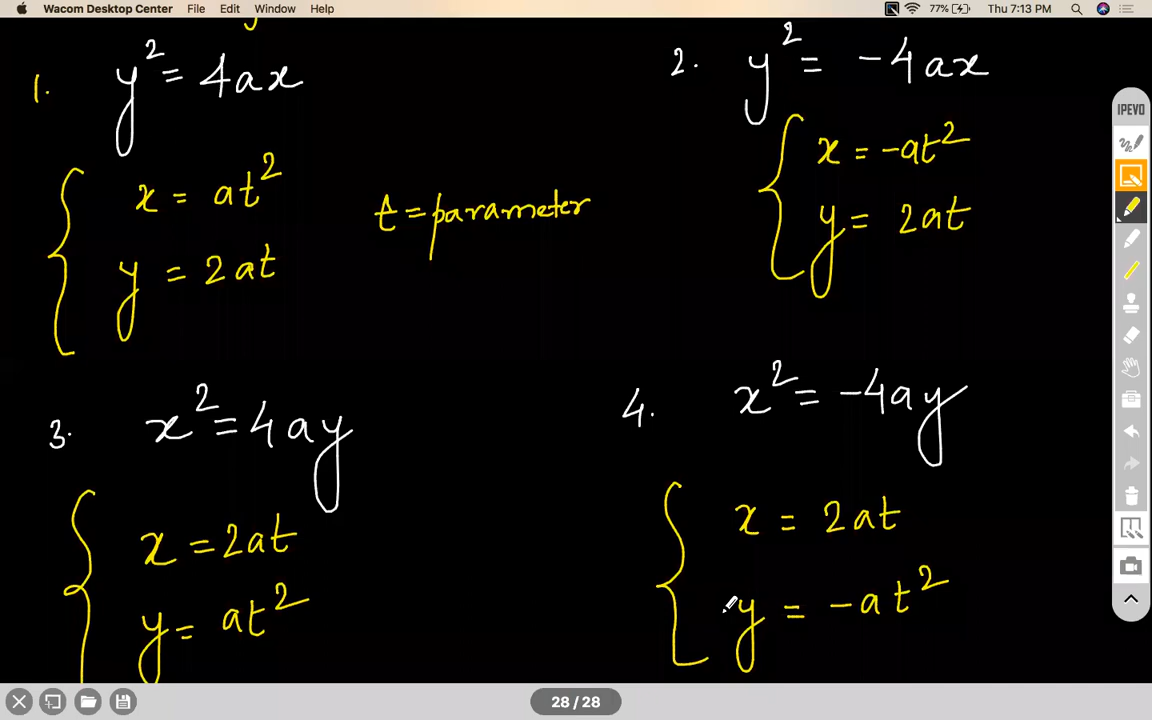 Wacom Desktop Center File Edit Window Help 77% Thu 7:13 PM
1. y² = 4ax
x = at²
y = 2at
t = parameter
2. y² = -4ax
x = -at²
y = 2at
3. x² = 4ay
x = 2at
y = at²
4. x² = -4ay
x = 2at
y = -at²
IPEVO
28 / 28